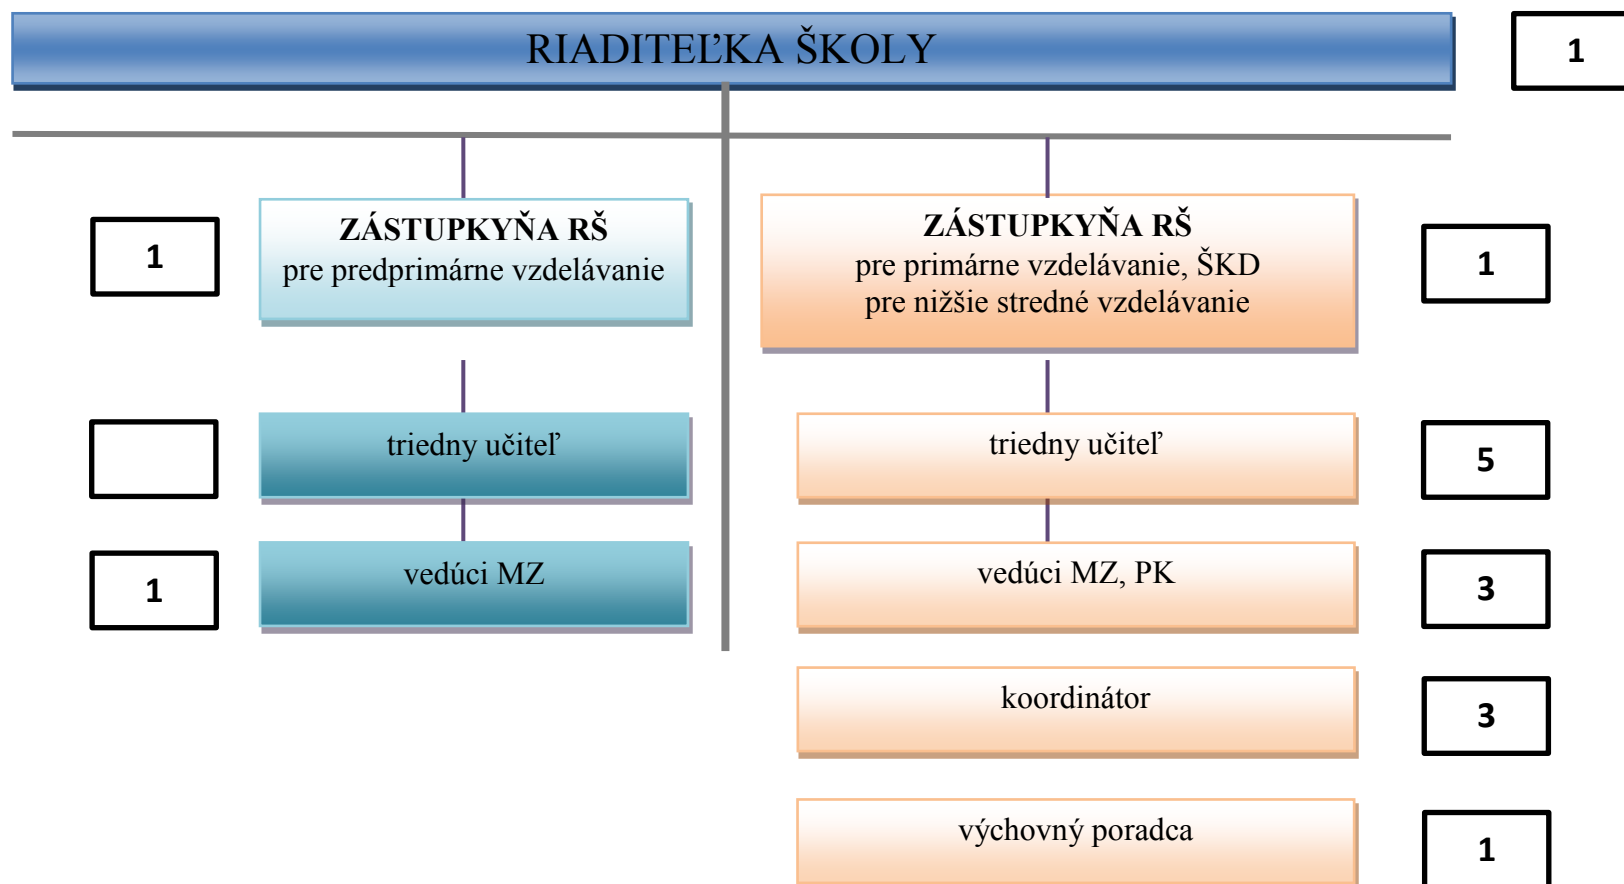 RIADITEĽKA ŠKOLY
1
1
ZÁSTUPKYŇA RŠ
pre predprimárne vzdelávanie
ZÁSTUPKYŇA RŠ
pre primárne vzdelávanie, ŠKD
pre nižšie stredné vzdelávanie
1
triedny učiteľ
triedny učiteľ
5
1
vedúci MZ
vedúci MZ, PK
3
koordinátor
3
výchovný poradca
1